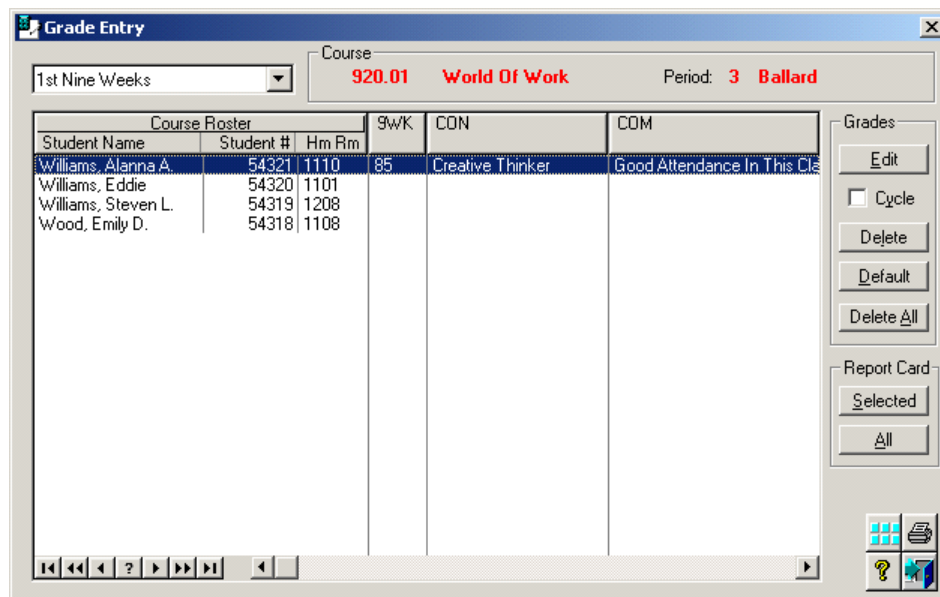 Grade Entry
Course
1st Nine Weeks
920.01 World Of Work Period: 3 Ballard
Course Roster 9WK CON COM
Student Name Student # Hm Rm
Williams, Alanna A. 54321 1110 85 Creative Thinker Good Attendance In This Cla
Williams, Eddie 54320 1101
Williams, Steven L. 54319 1208
Wood, Emily D. 54318 1108
Grades
Edit
Cycle
Delete
Default
Delete All
Report Card
Selected
All
?
?